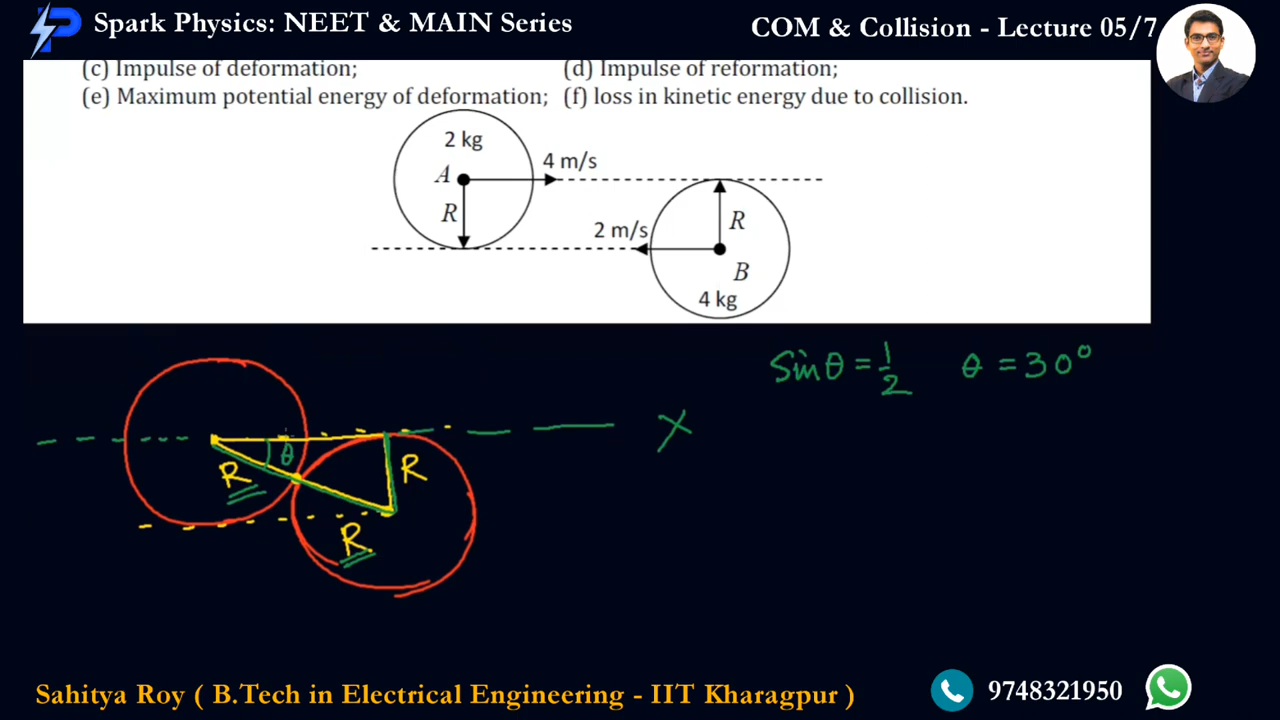 Spark Physics: NEET & MAIN Series
COM & Collision - Lecture 05/7
(c) Impulse of deformation; (d) Impulse of reformation;
(e) Maximum potential energy of deformation; (f) loss in kinetic energy due to collision.
2 kg
A
4 m/s
R
2 m/s
R
B
4 kg
Sinθ = 1/2 θ = 30°
X
θ
R
R
R
Sahitya Roy ( B.Tech in Electrical Engineering - IIT Kharagpur )
9748321950